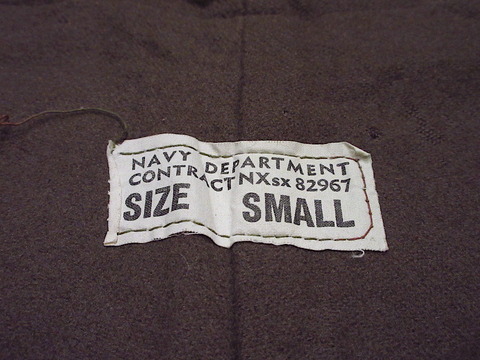 NAVY DEPARTMENT
CONTRACT NXsx 82967
SIZE SMALL